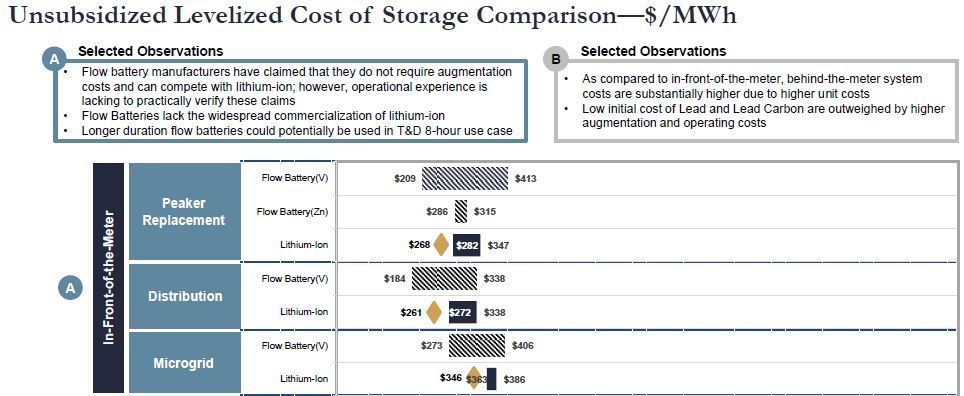 Unsubsidized Levelized Cost of Storage Comparison—$/MWh
A
Selected Observations
• Flow battery manufacturers have claimed that they do not require augmentation
costs and can compete with lithium-ion; however, operational experience is
lacking to practically verify these claims
• Flow Batteries lack the widespread commercialization of lithium-ion
• Longer duration flow batteries could potentially be used in T&D 8-hour use case
B
Selected Observations
• As compared to in-front-of-the-meter, behind-the-meter system
costs are substantially higher due to higher unit costs
• Low initial cost of Lead and Lead Carbon are outweighed by higher
augmentation and operating costs
A
In-Front-of-the-Meter
Peaker
Replacement
Flow Battery(V) $209 $413
Flow Battery(Zn) $286 $315
Lithium-Ion $268 $282 $347
Distribution
Flow Battery(V) $184 $338
Lithium-Ion $261 $272 $338
Microgrid
Flow Battery(V) $273 $406
Lithium-Ion $346 $363 $386